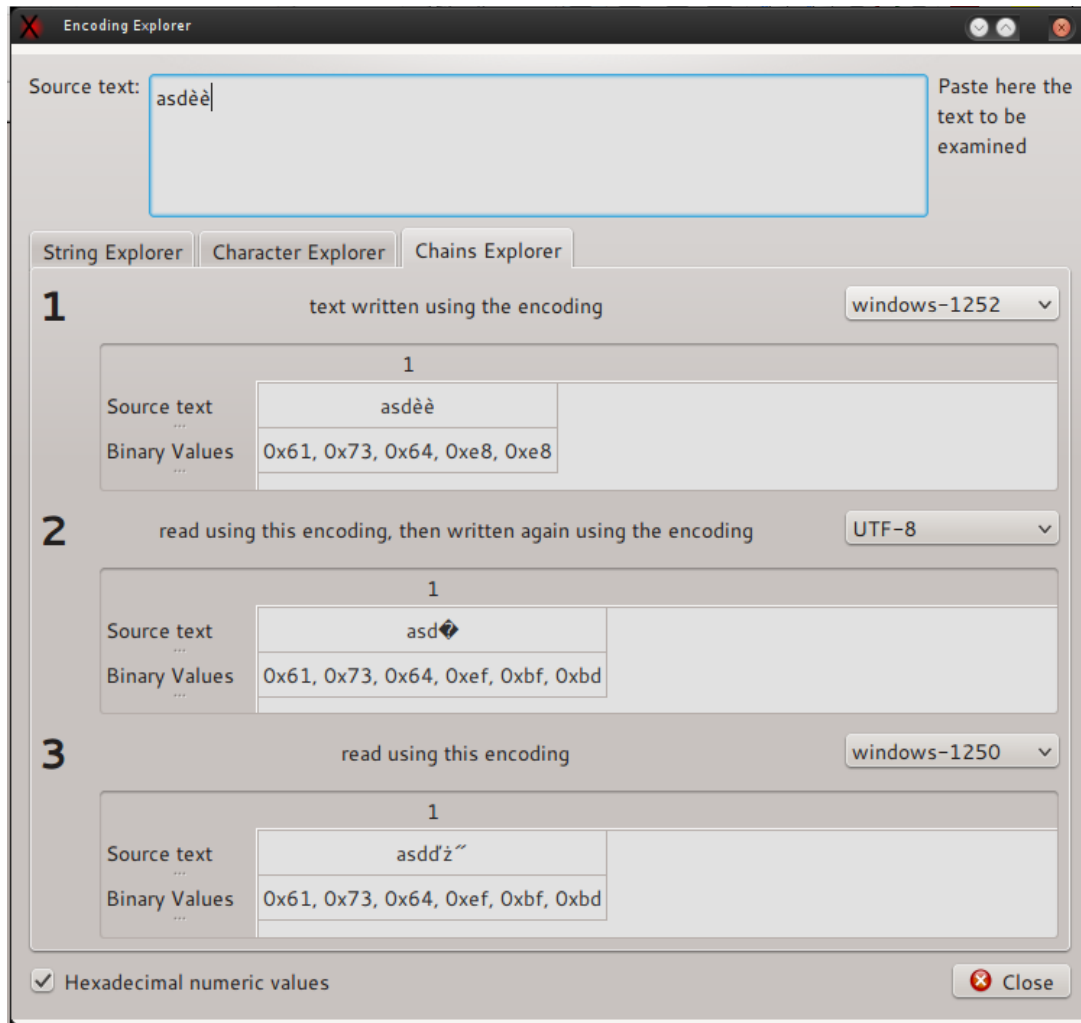 Encoding Explorer
Source text:
asdèè
Paste here the
text to be
examined
String Explorer
Character Explorer
Chains Explorer
1
text written using the encoding
windows-1252
1
Source text
asdèè
...
Binary Values
0x61, 0x73, 0x64, 0xe8, 0xe8
...
2
read using this encoding, then written again using the encoding
UTF-8
1
Source text
asd�
...
Binary Values
0x61, 0x73, 0x64, 0xef, 0xbf, 0xbd
...
3
read using this encoding
windows-1250
1
Source text
asdďż˝
...
Binary Values
0x61, 0x73, 0x64, 0xef, 0xbf, 0xbd
...
Hexadecimal numeric values
Close